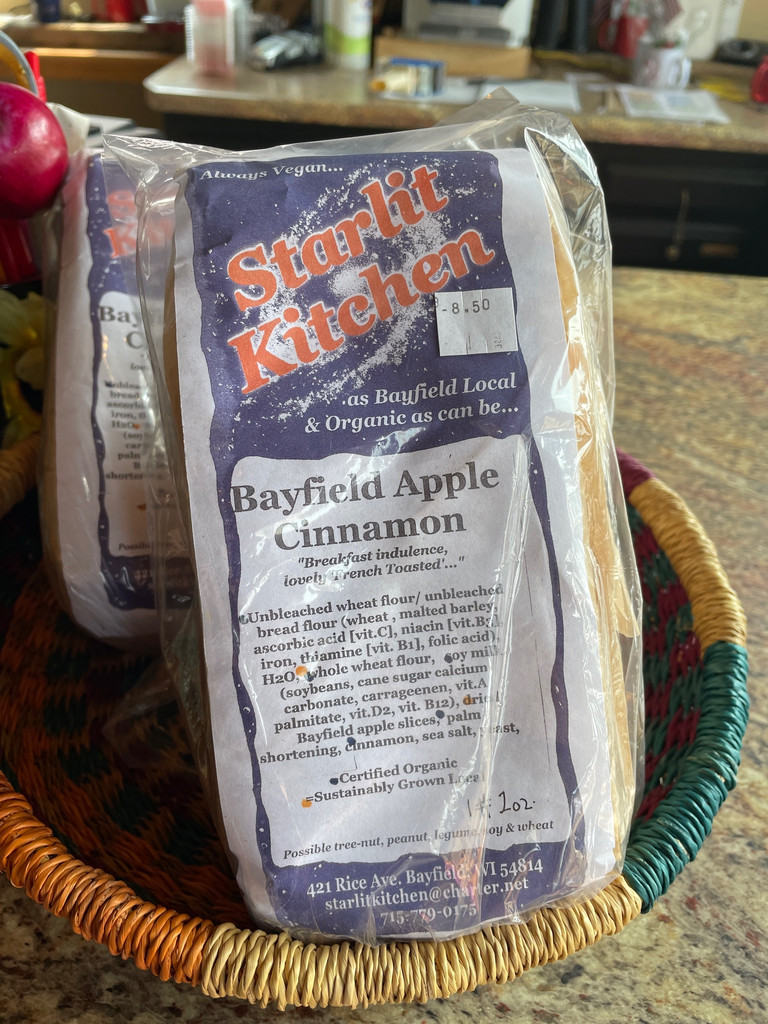 Always Vegan...
Starlit
Kitchen
-8.50
...as Bayfield Local
& Organic as can be...
Bayfield Apple
Cinnamon
"Breakfast indulence,
lovely 'French Toasted'..."
Unbleached wheat flour/ unbleached
bread flour (wheat , malted barley,
ascorbic acid [vit.C], niacin [vit.B3],
iron, thiamine [vit. B1], folic acid),
H2O, whole wheat flour, soy milk
(soybeans, cane sugar calcium
carbonate, carrageenen, vit.A
palmitate, vit.D2, vit. B12), dried
Bayfield apple slices, palm
shortening, cinnamon, sea salt, yeast,
Certified Organic
=Sustainably Grown Local
1# 1oz.
Possible tree-nut, peanut, legume, soy & wheat
421 Rice Ave. Bayfield, WI 54814
starlitkitchen@charter.net
715-779-0175